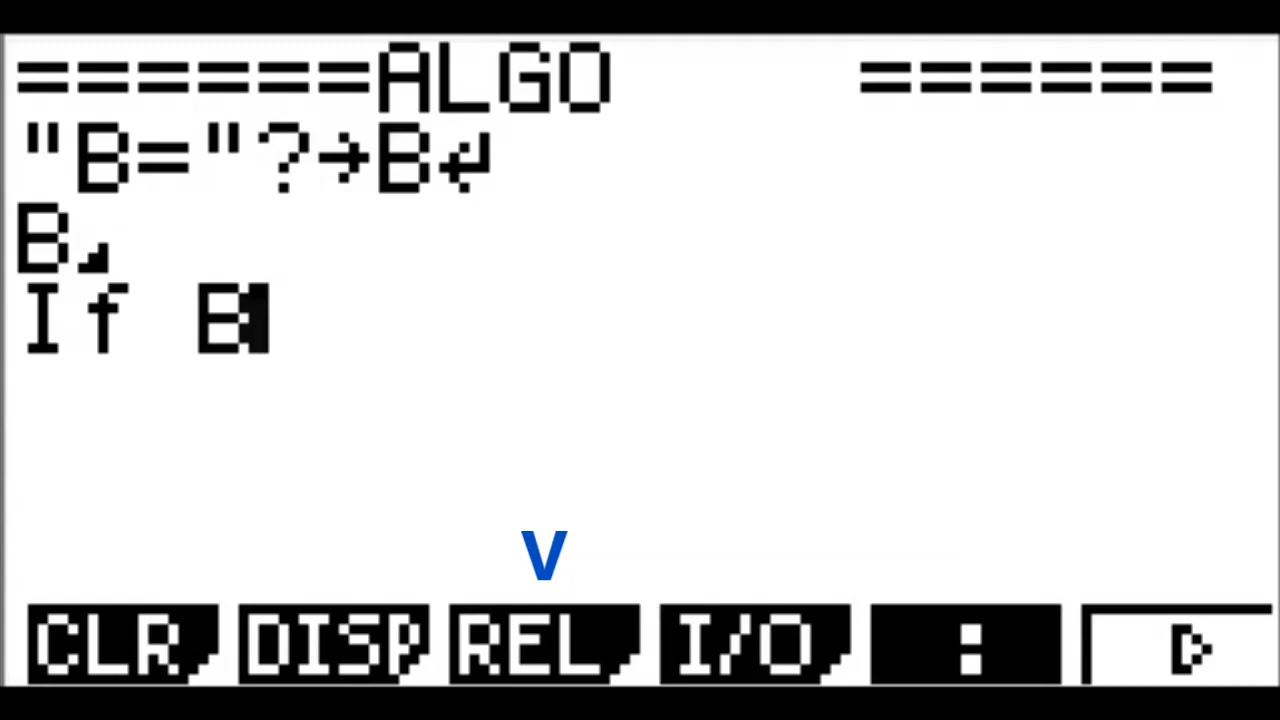 ======ALGO ======
"B="?→B↵
B◢
If B
V
CLR DISP REL I/O : ▷